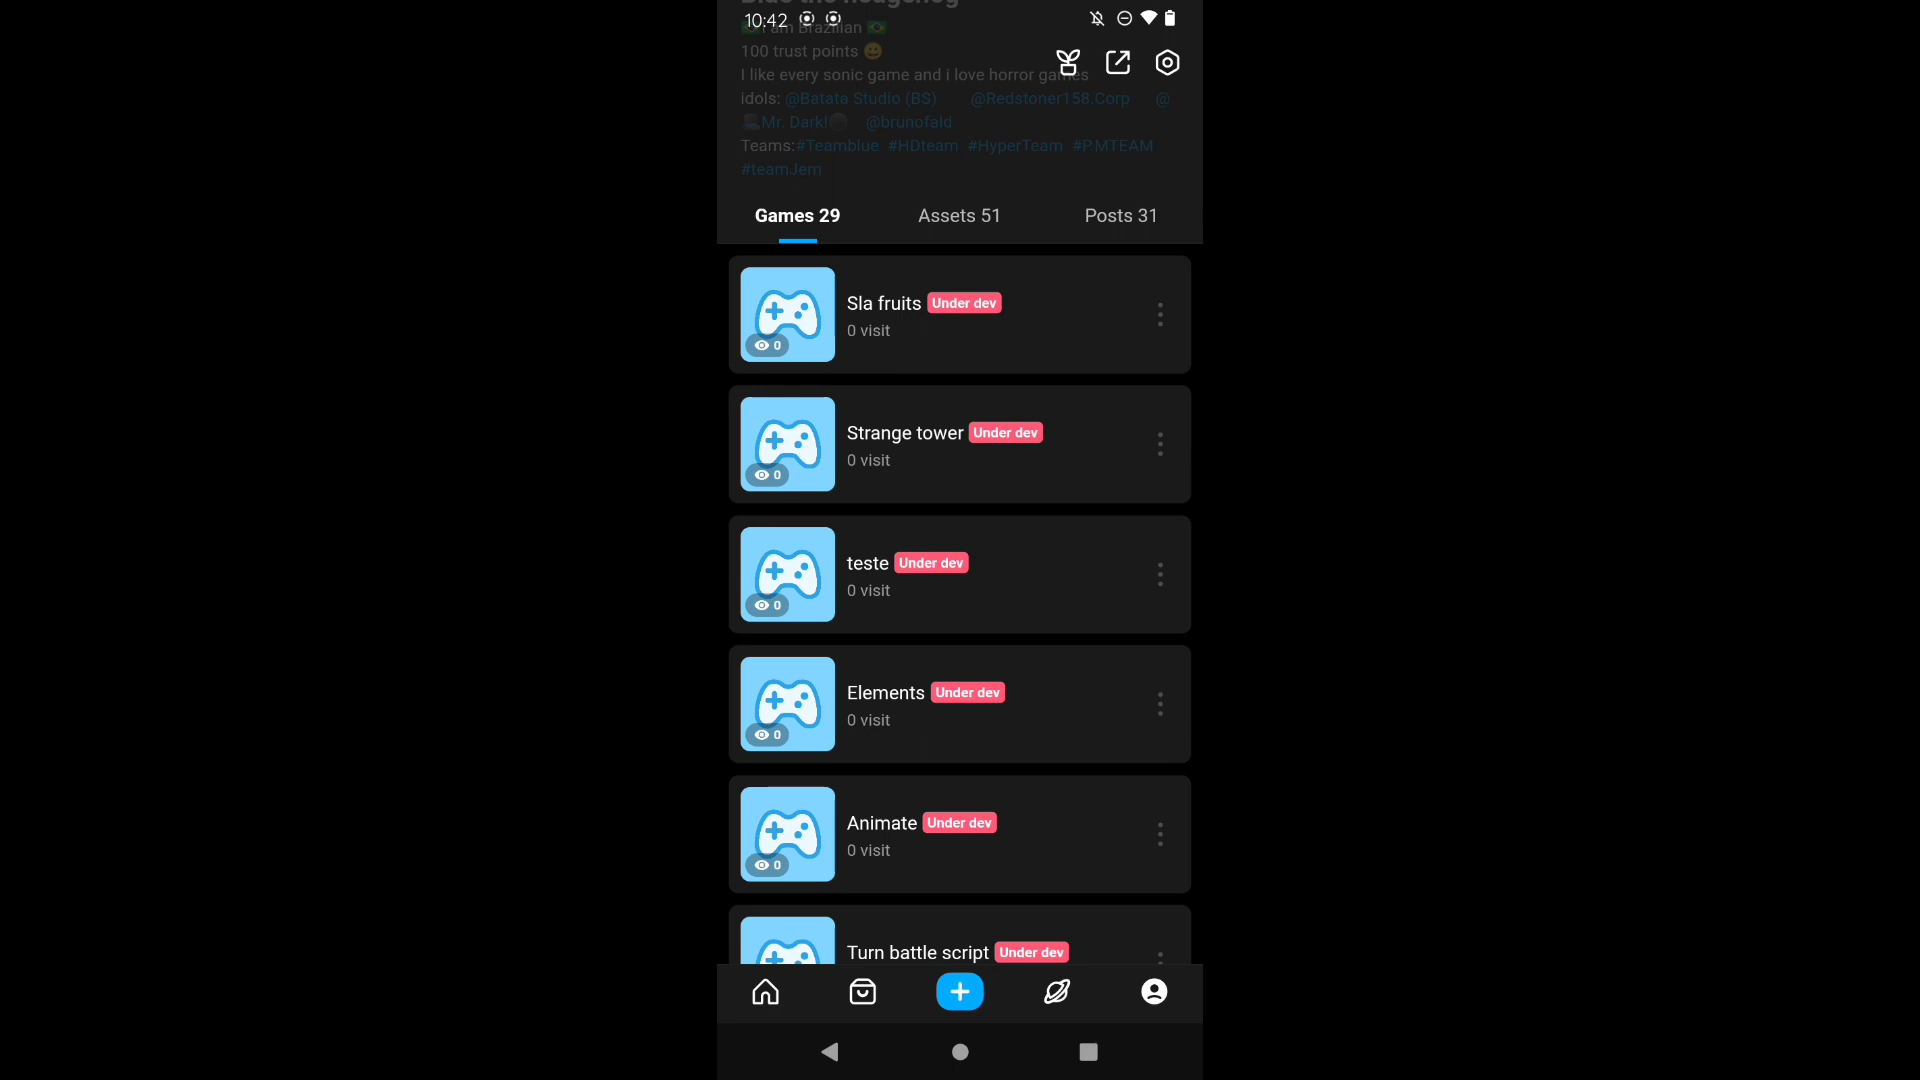 Blue the hedgehog
10:42
🇧🇷I am Brazilian 🇧🇷
100 trust points 😀
I like every sonic game and i love horror games
idols: @Batata Studio (BS) @Redstoner158.Corp @
🎩Mr. Dark!🌑 @brunofald
Teams:#Teamblue #HDteam #HyperTeam #P.MTEAM
#teamJem
Games 29 Assets 51 Posts 31
Sla fruits Under dev
0 visit
0
Strange tower Under dev
0 visit
0
teste Under dev
0 visit
0
Elements Under dev
0 visit
0
Animate Under dev
0 visit
0
Turn battle script Under dev